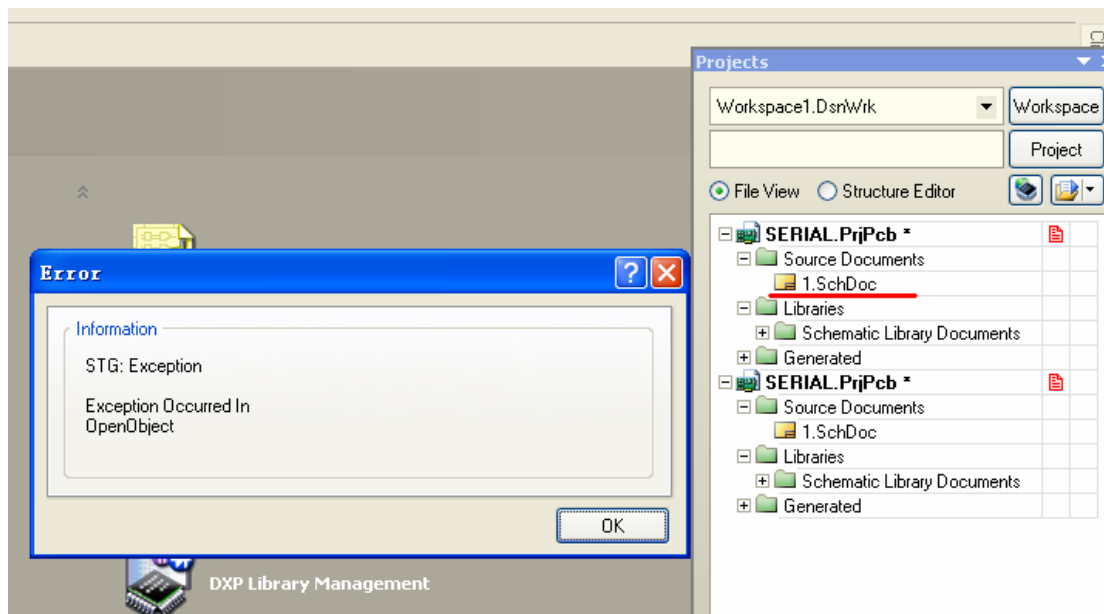 Projects
Workspace1.DsnWrk
Workspace
Project
File View
Structure Editor
SERIAL.PrjPcb *
Source Documents
1.SchDoc
Libraries
Schematic Library Documents
Generated
SERIAL.PrjPcb *
Source Documents
1.SchDoc
Libraries
Schematic Library Documents
Generated
Error
Information
STG: Exception
Exception Occurred In
OpenObject
OK
DXP Library Management